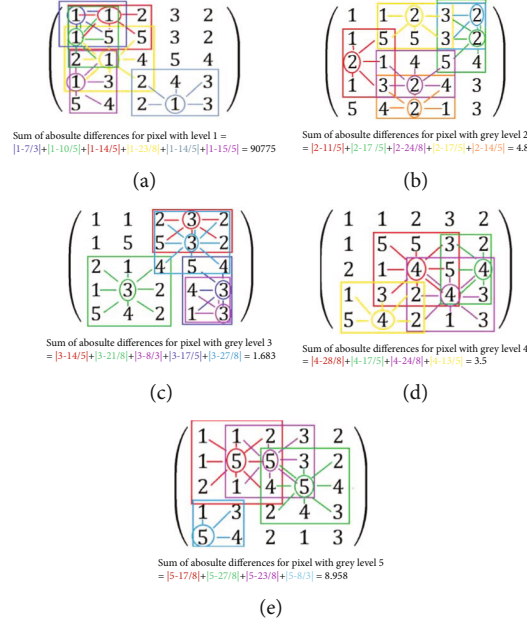 1 1 2 3 2
1 5 5 3 2
2 1 4 5 4
1 3 2 4 3
5 4 2 1 3
Sum of abosulte differences for pixel with level 1 =
|1-7/3|+|1-10/5|+|1-14/5|+|1-23/8|+|1-14/5|+|1-15/5| = 90775
(a)
1 1 2 3 2
1 5 5 3 2
2 1 4 5 4
1 3 2 4 3
5 4 2 1 3
Sum of abosulte differences for pixel with grey level 2
= |2-11/5|+|2-17 /5|+|2-24/8|+|2-17/5|+|2-14/5| = 4.8
(b)
1 1 2 3 2
1 5 5 3 2
2 1 4 5 4
1 3 2 4 3
5 4 2 1 3
Sum of abosulte differences for pixel with grey level 3
= |3-14/5|+|3-21/8|+|3-8/3|+|3-17/5|+|3-27/8| = 1.683
(c)
1 1 2 3 2
1 5 5 3 2
2 1 4 5 4
1 3 2 4 3
5 4 2 1 3
Sum of abosulte differences for pixel with grey level 4
= |4-28/8|+|4-17/5|+|4-24/8|+|4-13/5| = 3.5
(d)
1 1 2 3 2
1 5 5 3 2
2 1 4 5 4
1 3 2 4 3
5 4 2 1 3
Sum of abosulte differences for pixel with grey level 5
= |5-17/8|+|5-27/8|+|5-23/8|+|5-8/3| = 8.958
(e)